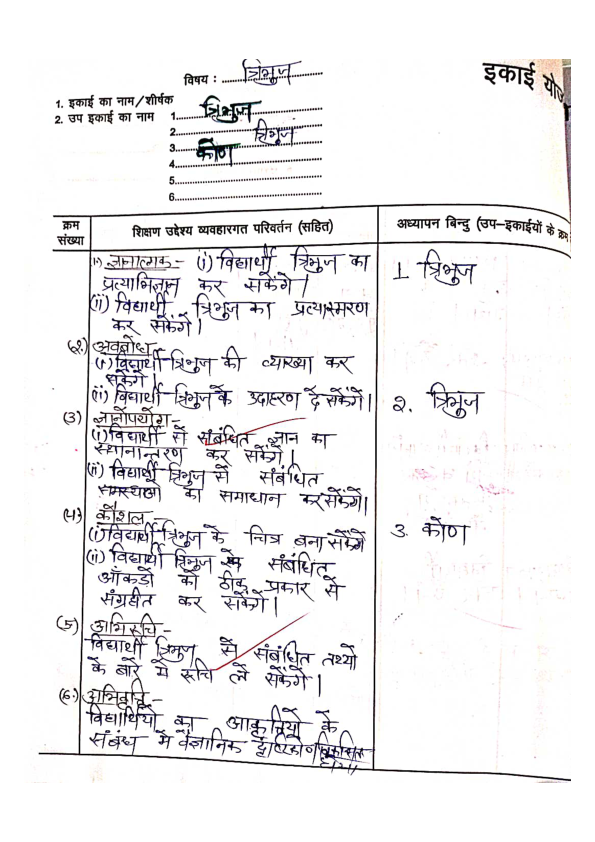 इकाई योज
विषय : त्रिभुज
1. इकाई का नाम/शीर्षक
2. उप इकाई का नाम 1. त्रिभुज
2. त्रिभुज
3. कोण
4.
5.
6.
क्रम संख्या
शिक्षण उद्देश्य व्यवहारगत परिवर्तन (सहित)
अध्यापन बिन्दु (उप-इकाईयों के क्रम
(1) ज्ञानात्मक:- (i) विद्यार्थी त्रिभुज का
प्रत्याभिज्ञान कर सकेंगे।
(ii) विद्यार्थी त्रिभुज का प्रत्यास्मरण
कर सकेंगे।
(2.) अवबोध:-
(i) विद्यार्थी त्रिभुज की व्याख्या कर
सकेंगे।
(ii) विद्यार्थी त्रिभुज के उदाहरण दे सकेंगे।
(3) ज्ञानोपयोग:-
(i) विद्यार्थी से संबंधित ज्ञान का
स्थानान्तरण कर सकेंगे।
(ii) विद्यार्थी त्रिभुज से संबंधित
समस्याओ का समाधान कर सकेंगे।
(4) कौशल:-
(i) विद्यार्थी त्रिभुज के चित्र बना सकेंगे
(ii) विद्यार्थी त्रिभुज से संबंधित
आँकडो को ठीक प्रकार से
संग्रहीत कर सकेंगे।
(5) अभिरूचि:-
विद्यार्थी त्रिभुज से संबंधित तथ्यो
के बारे मे रूचि ले सकेंगे।
(6.) अभिवृत्ति:-
विद्यार्थियो का आकृतियो के
संबंध मे वैज्ञानिक दृष्टिकोण विकसित
होगा।
1. त्रिभुज
2. त्रिभुज
3. कोण